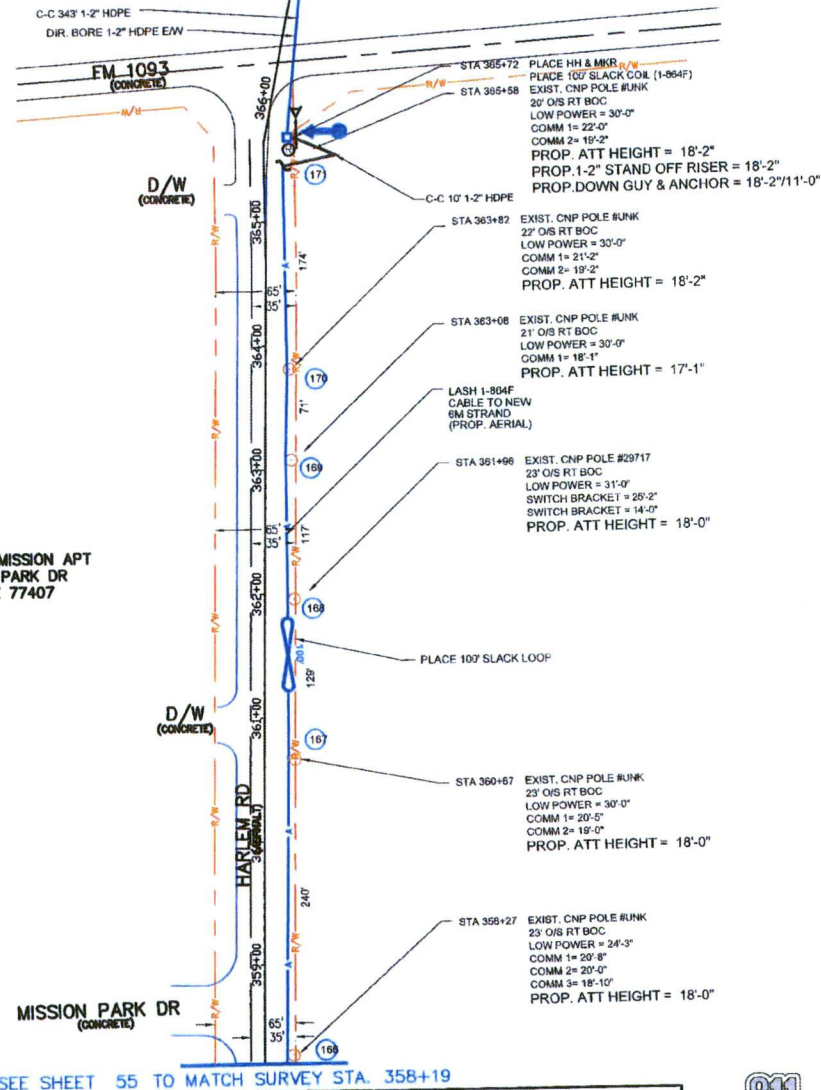 C-C 343' 1-2" HDPE
DIR. BORE 1-2" HDPE E/W
FM 1093
(CONCRETE)
R/W
R/W
366+00
STA 365+72 PLACE HH & MKR
PLACE 100' SLACK COIL (1-864F)
STA 365+58 EXIST. CNP POLE #UNK
20' O/S RT BOC
LOW POWER = 30'-0"
COMM 1= 22'-0"
COMM 2= 19'-2"
PROP. ATT HEIGHT = 18'-2"
PROP.1-2" STAND OFF RISER = 18'-2"
PROP.DOWN GUY & ANCHOR = 18'-2"/11'-0"
171
R/W
D/W
(CONCRETE)
C-C 10' 1-2" HDPE
R/W
365+00
A
174'
65'
35'
STA 363+82 EXIST. CNP POLE #UNK
22' O/S RT BOC
LOW POWER = 30'-0"
COMM 1= 21'-2"
COMM 2= 19'-2"
PROP. ATT HEIGHT = 18'-2"
364+00
R/W
170
71'
STA 363+08 EXIST. CNP POLE #UNK
21' O/S RT BOC
LOW POWER = 30'-0"
COMM 1= 18'-1"
PROP. ATT HEIGHT = 17'-1"
LASH 1-864F
CABLE TO NEW
6M STRAND
(PROP. AERIAL)
R/W
363+00
169
STA 361+96 EXIST. CNP POLE #29717
23' O/S RT BOC
LOW POWER = 31'-0"
SWITCH BRACKET = 25'-2"
SWITCH BRACKET = 14'-0"
PROP. ATT HEIGHT = 18'-0"
65'
35'
117'
R/W
MISSION APT
PARK DR
77407
362+00
168
R/W
100'
PLACE 100' SLACK LOOP
129'
D/W
(CONCRETE)
361+00
167
R/W
STA 360+67 EXIST. CNP POLE #UNK
23' O/S RT BOC
LOW POWER = 30'-0"
COMM 1= 20'-5"
COMM 2= 19'-0"
PROP. ATT HEIGHT = 18'-0"
R/W
HARLEM RD
A
240'
STA 358+27 EXIST. CNP POLE #UNK
23' O/S RT BOC
LOW POWER = 24'-3"
COMM 1= 20'-8"
COMM 2= 20'-0"
COMM 3= 18'-10"
PROP. ATT HEIGHT = 18'-0"
R/W
359+00
A
MISSION PARK DR
(CONCRETE)
R/W
65'
35'
166
SEE SHEET 55 TO MATCH SURVEY STA. 358+19
811